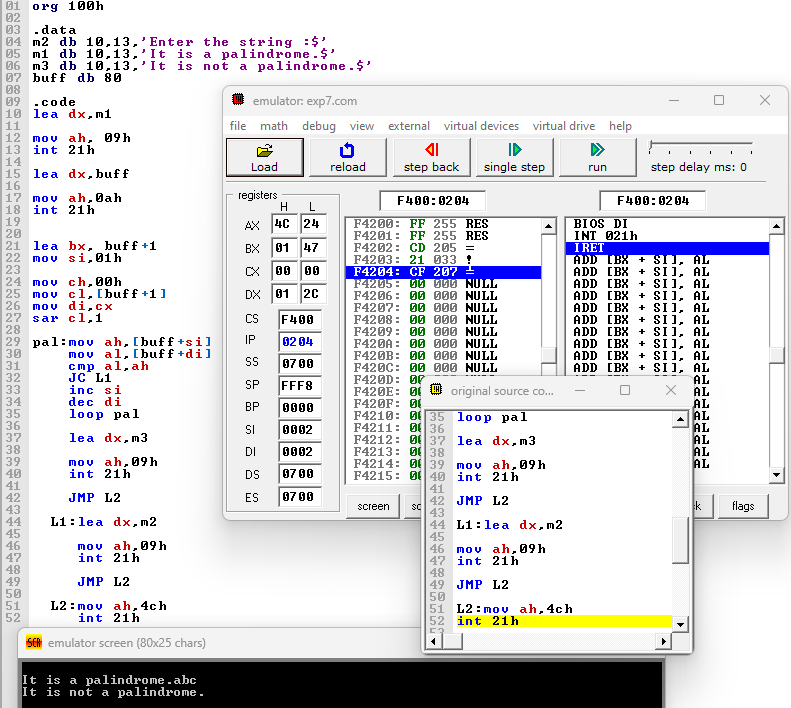 01 org 100h
02
03 .data
04 m2 db 10,13,'Enter the string :$'
05 m1 db 10,13,'It is a palindrome.$'
06 m3 db 10,13,'It is not a palindrome.$'
07 buff db 80
08
09 .code
10 lea dx,m1
11
12 mov ah, 09h
13 int 21h
14
15 lea dx,buff
16
17 mov ah,0ah
18 int 21h
19
20
21 lea bx, buff+1
22 mov si,01h
23
24 mov ch,00h
25 mov cl,[buff+1]
26 mov di,cx
27 sar cl,1
28
29 pal:mov ah,[buff+si]
30 mov al,[buff+di]
31 cmp al,ah
32 JC L1
33 inc si
34 dec di
35 loop pal
36
37 lea dx,m3
38
39 mov ah,09h
40 int 21h
41
42 JMP L2
43
44 L1:lea dx,m2
45
46 mov ah,09h
47 int 21h
48
49 JMP L2
50
51 L2:mov ah,4ch
52 int 21h
emulator: exp7.com
file math debug view external virtual devices virtual drive help
Load reload step back single step run step delay ms: 0
registers
H L
AX 4C 24
BX 01 47
CX 00 00
DX 01 2C
CS F400
IP 0204
SS 0700
SP FFF8
BP 0000
SI 0002
DI 0002
DS 0700
ES 0700
F400:0204
F4200: FF 255 RES
F4201: FF 255 RES
F4202: CD 205 =
F4203: 21 033 !
F4204: CF 207 ╧
F4205: 00 000 NULL
F4206: 00 000 NULL
F4207: 00 000 NULL
F4208: 00 000 NULL
F4209: 00 000 NULL
F420A: 00 000 NULL
F420B: 00 000 NULL
F420C: 00 000 NULL
F420D:
F420E:
F420F:
F4210:
F4211:
F4212:
F4213:
F4214:
F4215:
F400:0204
BIOS DI
INT 021h
IRET
ADD [BX + SI], AL
ADD [BX + SI], AL
ADD [BX + SI], AL
ADD [BX + SI], AL
ADD [BX + SI], AL
ADD [BX + SI], AL
ADD [BX + SI], AL
ADD [BX + SI], AL
ADD [BX + SI], AL
ADD [BX + SI], AL
AL
AL
AL
AL
AL
AL
AL
AL
screen flags
original source co...
35 loop pal
36
37 lea dx,m3
38
39 mov ah,09h
40 int 21h
41
42 JMP L2
43
44 L1:lea dx,m2
45
46 mov ah,09h
47 int 21h
48
49 JMP L2
50
51 L2:mov ah,4ch
52 int 21h
emulator screen (80x25 chars)
It is a palindrome.abc
It is not a palindrome.